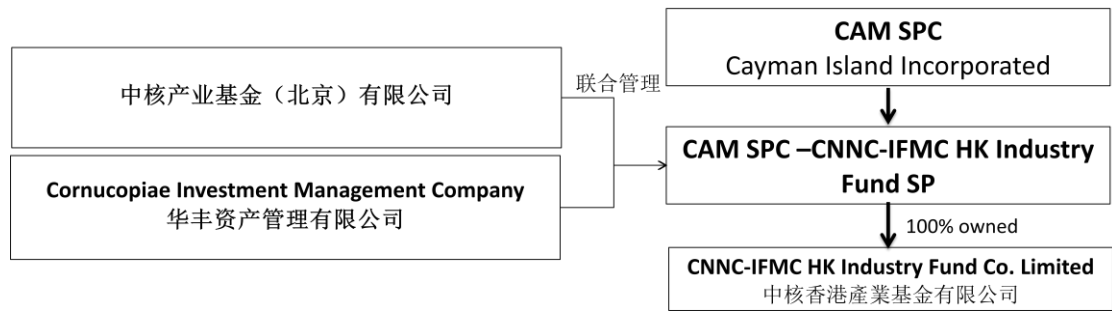 中核产业基金（北京）有限公司
Cornucopiae Investment Management Company
华丰资产管理有限公司
联合管理
CAM SPC
Cayman Island Incorporated
CAM SPC –CNNC-IFMC HK Industry
Fund SP
100% owned
CNNC-IFMC HK Industry Fund Co. Limited
中核香港產業基金有限公司